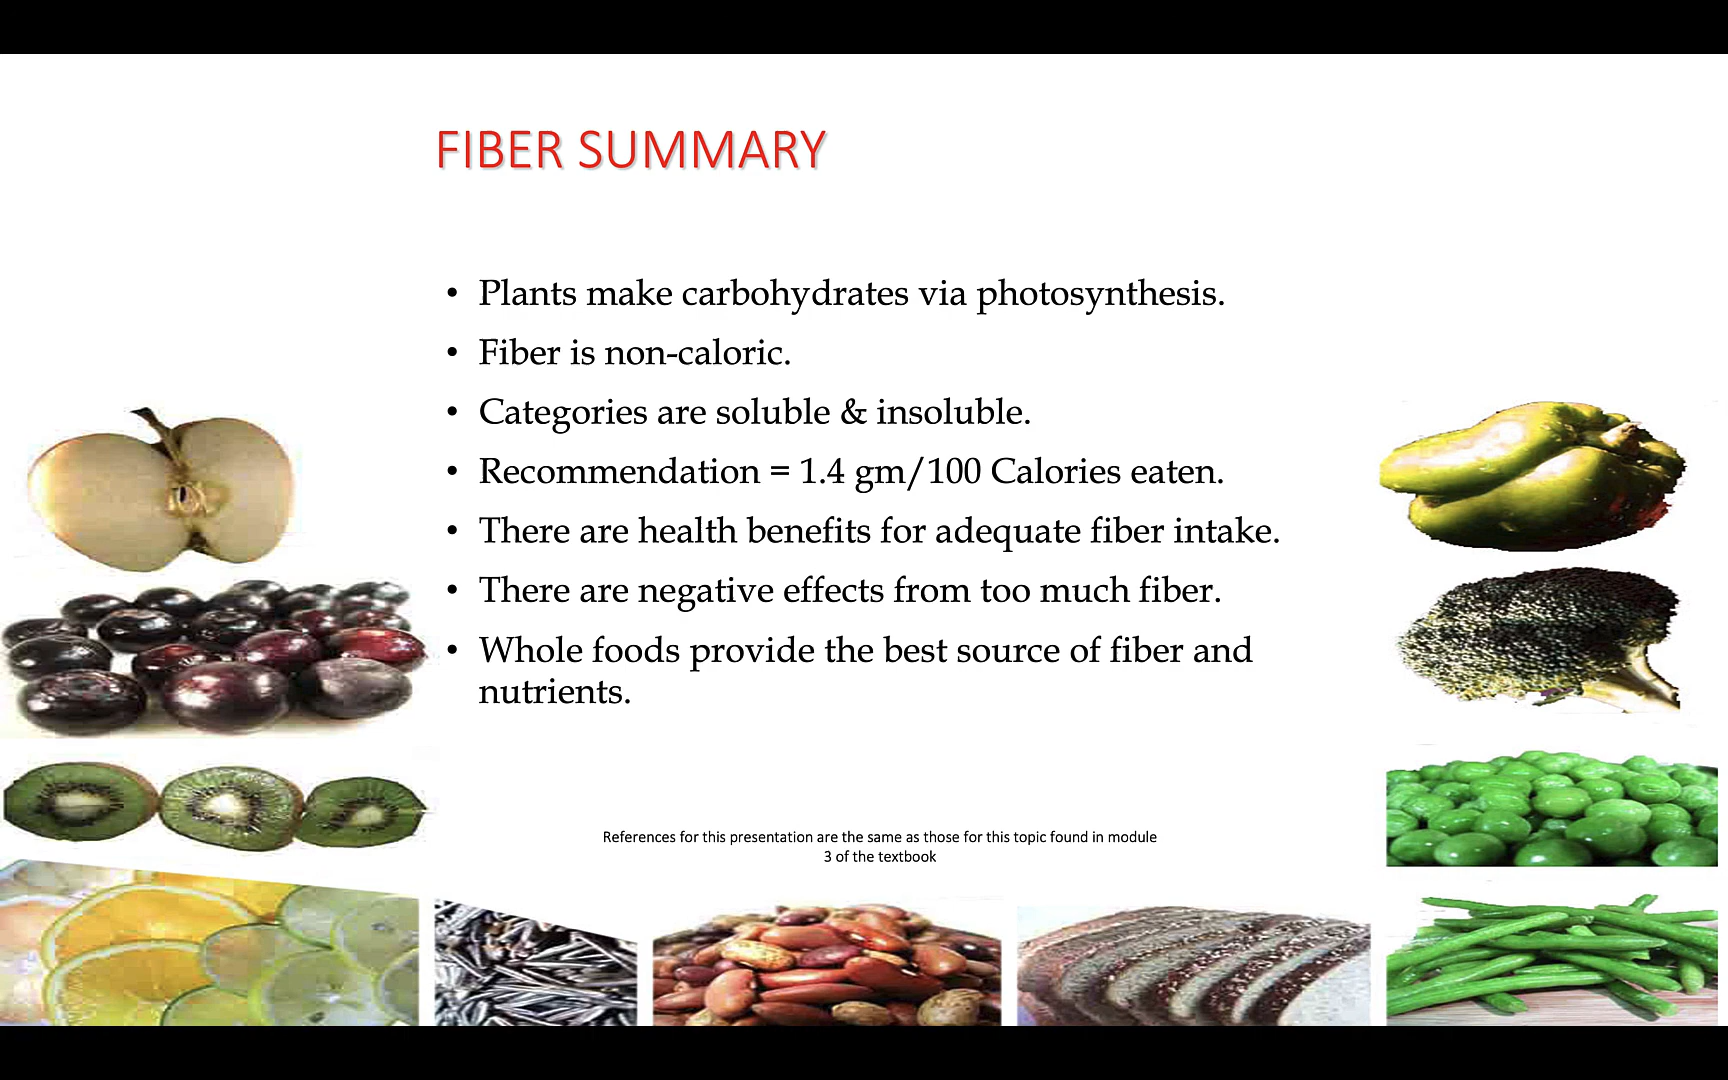 FIBER SUMMARY
• Plants make carbohydrates via photosynthesis.
• Fiber is non-caloric.
• Categories are soluble & insoluble.
• Recommendation = 1.4 gm/100 Calories eaten.
• There are health benefits for adequate fiber intake.
• There are negative effects from too much fiber.
• Whole foods provide the best source of fiber and
nutrients.
References for this presentation are the same as those for this topic found in module
3 of the textbook